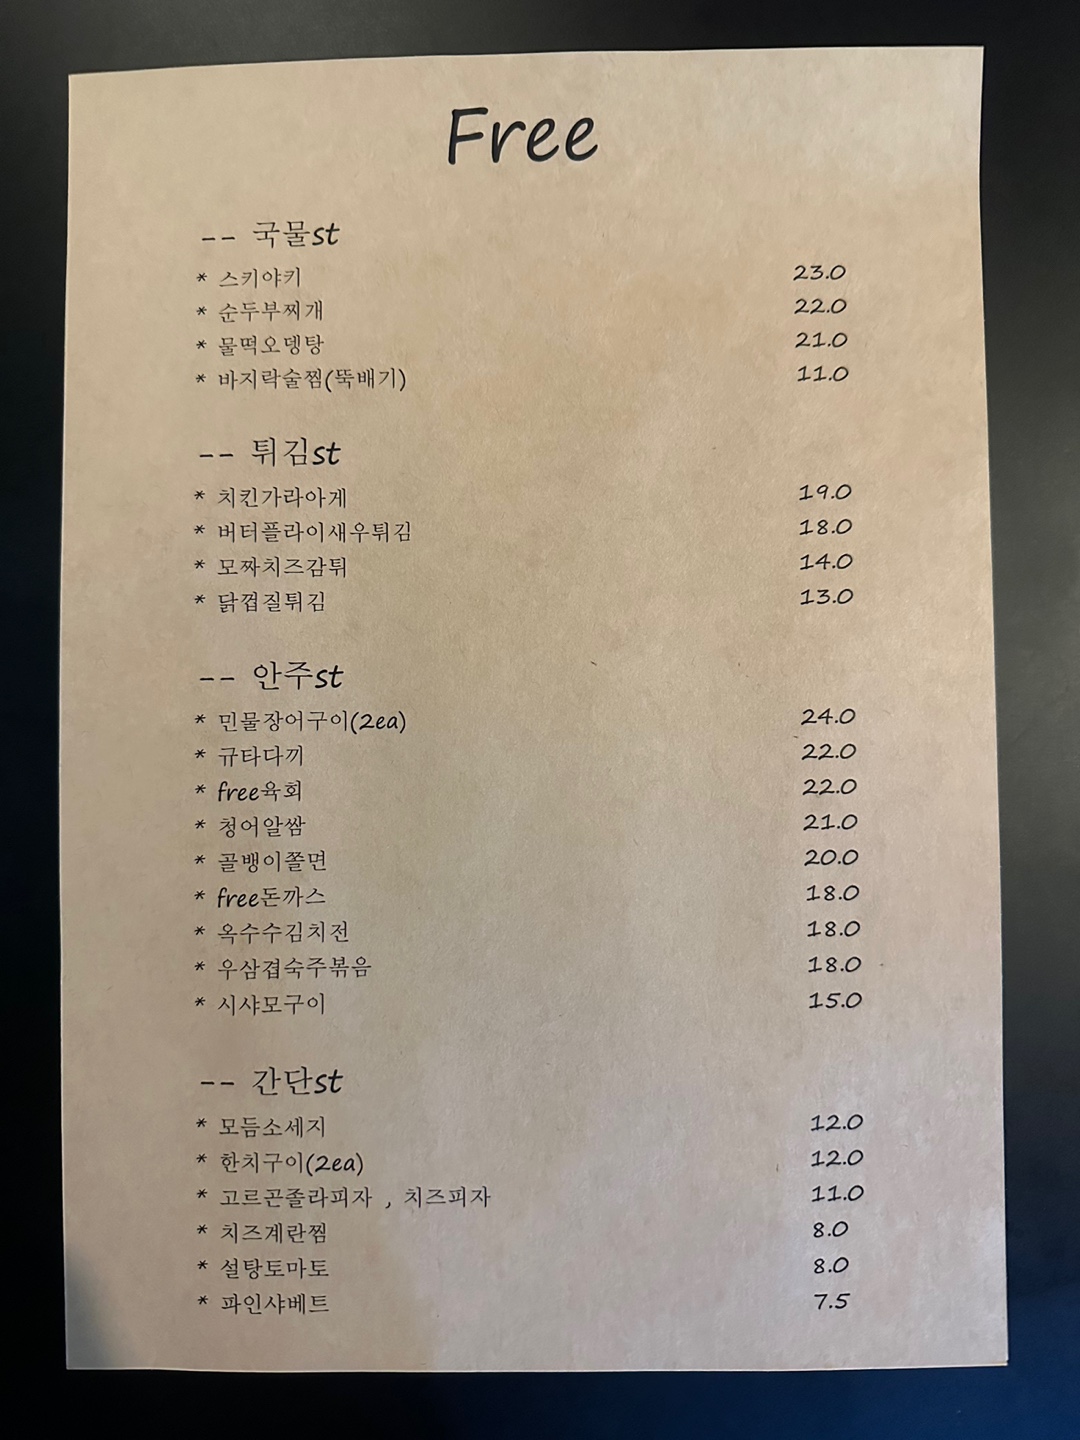 Free
-- 국물st
* 스키야키 23.0
* 순두부찌개 22.0
* 물떡오뎅탕 21.0
* 바지락술찜(뚝배기) 11.0
-- 튀김st
* 치킨가라아게 19.0
* 버터플라이새우튀김 18.0
* 모짜치즈감튀 14.0
* 닭껍질튀김 13.0
-- 안주st
* 민물장어구이(2ea) 24.0
* 규타다끼 22.0
* free육회 22.0
* 청어알쌈 21.0
* 골뱅이쫄면 20.0
* free돈까스 18.0
* 옥수수김치전 18.0
* 우삼겹숙주볶음 18.0
* 시샤모구이 15.0
-- 간단st
* 모듬소세지 12.0
* 한치구이(2ea) 12.0
* 고르곤졸라피자 , 치즈피자 11.0
* 치즈계란찜 8.0
* 설탕토마토 8.0
* 파인샤베트 7.5